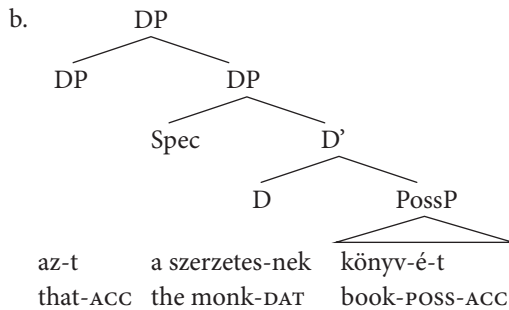 b. DP
DP DP
Spec D’
D PossP
az-t a szerzetes-nek könyv-é-t
that-ACC the monk-DAT book-POSS-ACC